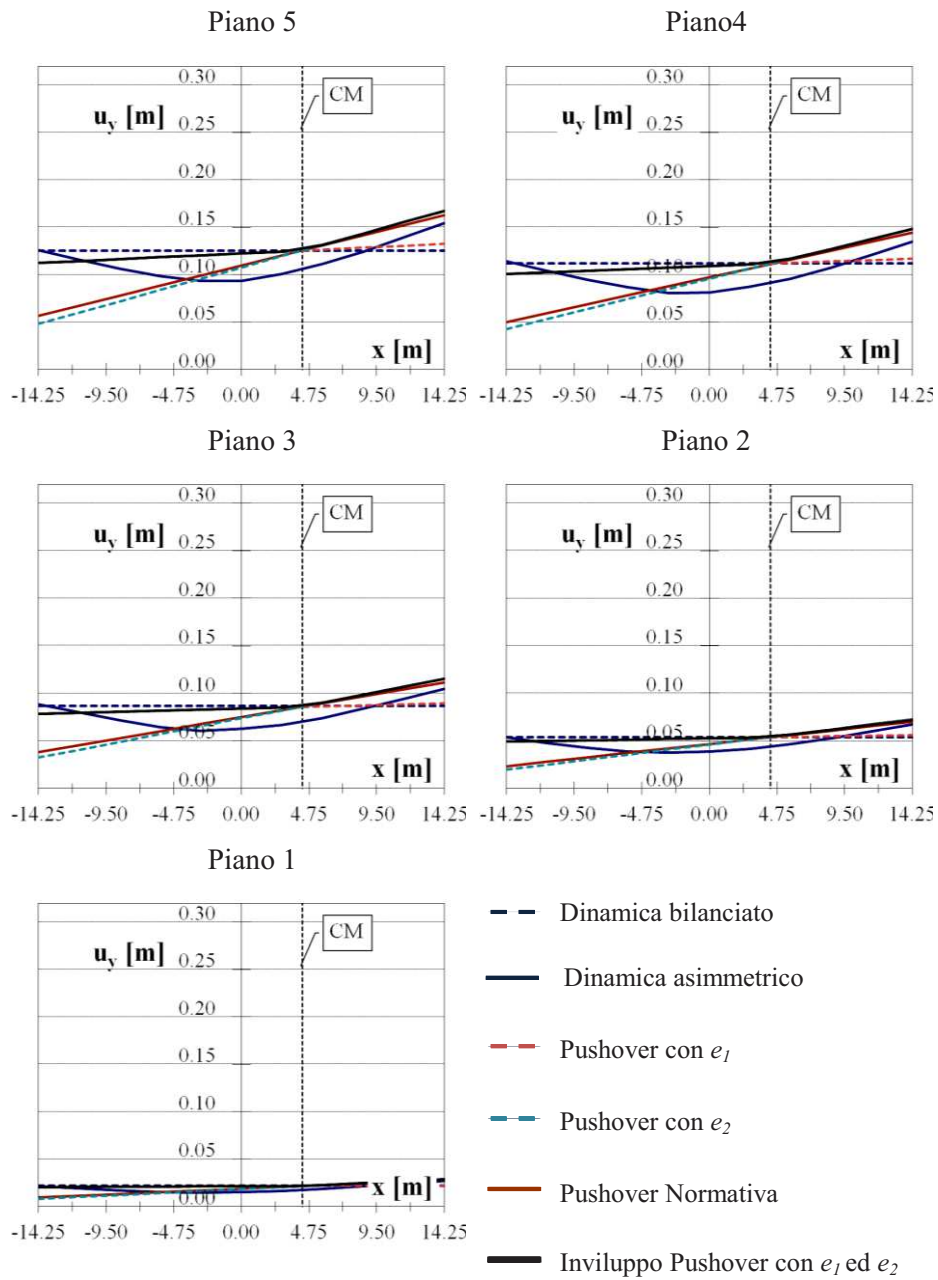 Piano 5
CM
u_y [m]
0.30
0.25
0.20
0.15
0.10
0.05
0.00
x [m]
-14.25 -9.50 -4.75 0.00 4.75 9.50 14.25
Piano4
CM
u_y [m]
0.30
0.25
0.20
0.15
0.10
0.05
0.00
x [m]
-14.25 -9.50 -4.75 0.00 4.75 9.50 14.25
Piano 3
CM
u_y [m]
0.30
0.25
0.20
0.15
0.10
0.05
0.00
x [m]
-14.25 -9.50 -4.75 0.00 4.75 9.50 14.25
Piano 2
CM
u_y [m]
0.30
0.25
0.20
0.15
0.10
0.05
0.00
x [m]
-14.25 -9.50 -4.75 0.00 4.75 9.50 14.25
Piano 1
CM
u_y [m]
0.30
0.25
0.20
0.15
0.10
0.05
0.00
x [m]
-14.25 -9.50 -4.75 0.00 4.75 9.50 14.25
Dinamica bilanciato
Dinamica asimmetrico
Pushover con e_1
Pushover con e_2
Pushover Normativa
Inviluppo Pushover con e_1 ed e_2